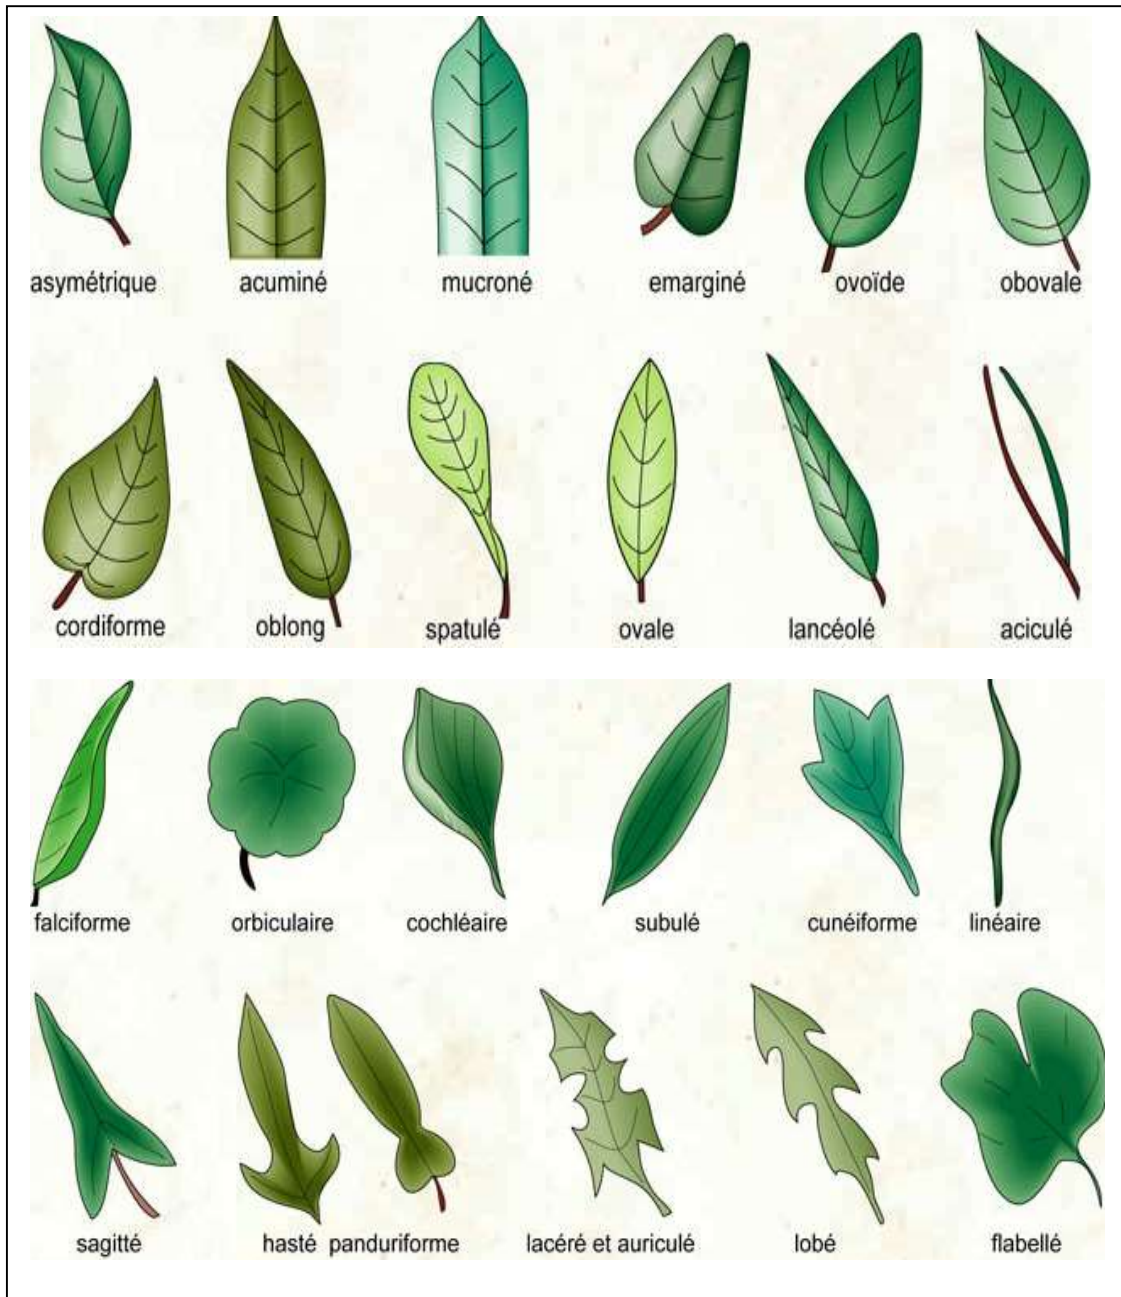 asymétrique acuminé mucroné emarginé ovoïde obovale
cordiforme oblong spatulé ovale lancéolé aciculé
falciforme orbiculaire cochléaire subulé cunéiforme linéaire
sagitté hasté panduriforme lacéré et auriculé lobé flabellé